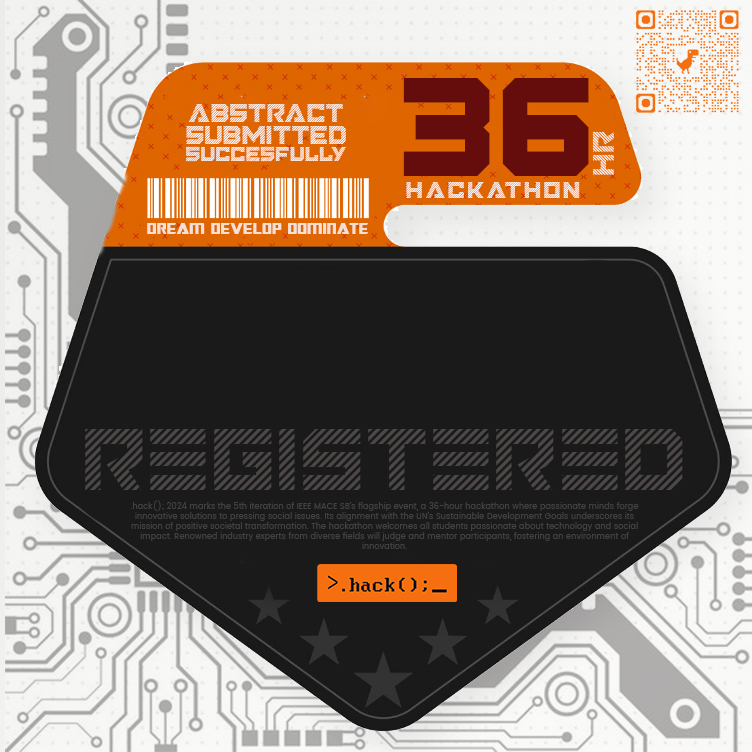 ABSTRACT
SUBMITTED
SUCCESFULLY
DREAM DEVELOP DOMINATE
36
HR
HACKATHON
REGISTERED
.hack(); 2024 marks the 5th iteration of IEEE MACE SB's flagship event, a 36-hour hackathon where passionate minds forge
innovative solutions to pressing social issues. Its alignment with the UN's Sustainable Development Goals underscores its
mission of positive societal transformation. The hackathon welcomes all students passionate about technology and social
impact. Renowned industry experts from diverse fields will judge and mentor participants, fostering an environment of
innovation.
>.hack();_